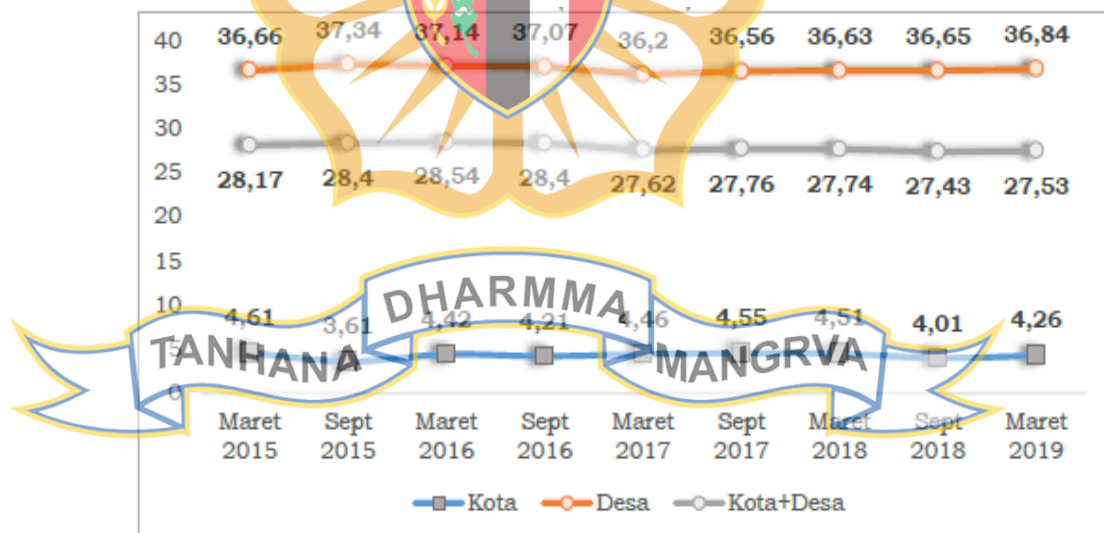 40 36,66 37,34 37,14 37,07 36,2 36,56 36,63 36,65 36,84
35
30
25 28,17 28,4 28,54 28,4 27,62 27,76 27,74 27,43 27,53
20
15
10 4,61 3,61 4,42 4,21 4,46 4,55 4,51 4,01 4,26
5
0
TANHANA DHARMMA MANGRVA
Maret Sept Maret Sept Maret Sept Maret Sept Maret
2015 2015 2016 2016 2017 2017 2018 2018 2019
Kota Desa Kota+Desa